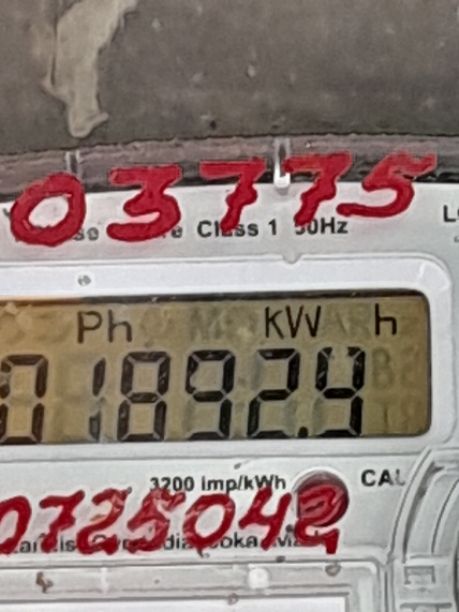 03775
Class 1 50Hz
Ph KW h
01892.4
3200 imp/kWh CAL
0725042